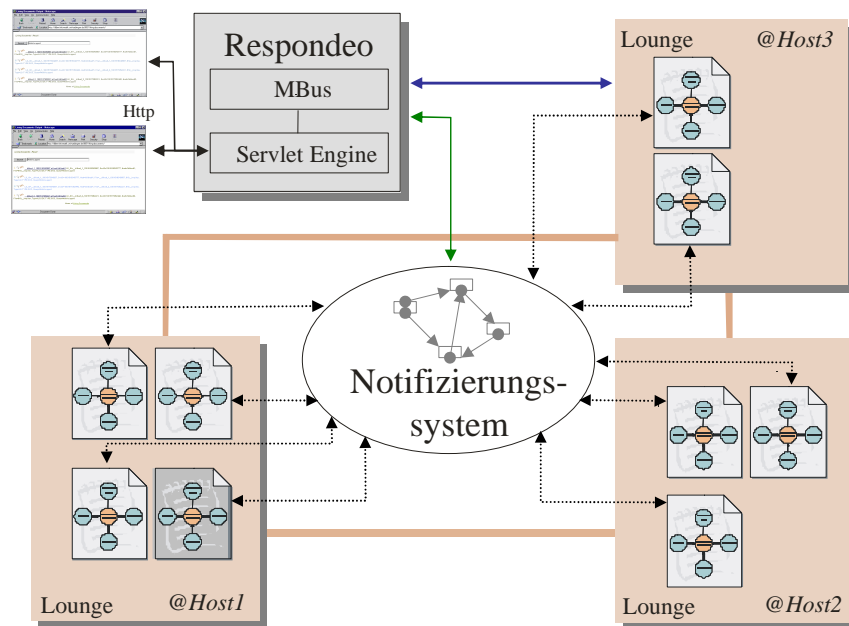 Respondeo
MBus
Servlet Engine
Http
Lounge @Host3
Notifizierungs-
system
Lounge @Host1
Lounge @Host2